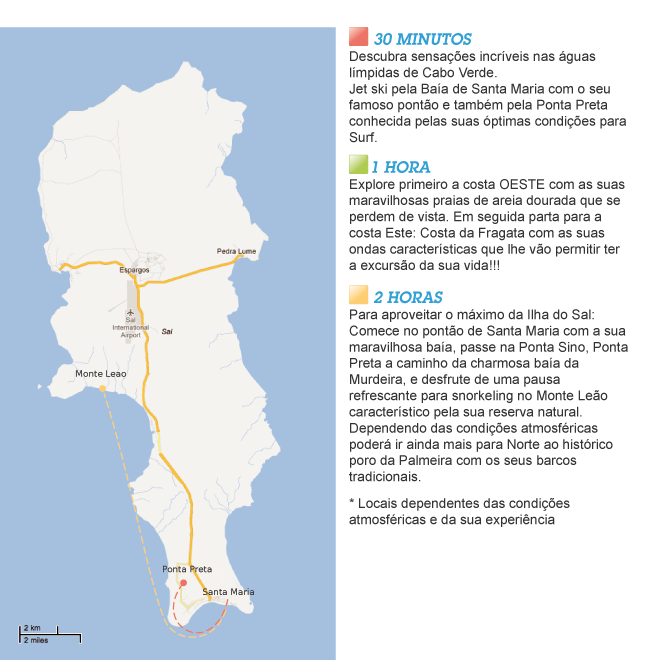 Pedra Lume
Espargos
Sal
International
Airport
Sal
Monte Leao
Ponta Preta
Santa Maria
2 km
2 miles
30 MINUTOS
Descubra sensações incríveis nas águas
límpidas de Cabo Verde.
Jet ski pela Baía de Santa Maria com o seu
famoso pontão e também pela Ponta Preta
conhecida pelas suas óptimas condições para
Surf.
1 HORA
Explore primeiro a costa OESTE com as suas
maravilhosas praias de areia dourada que se
perdem de vista. Em seguida parta para a
costa Este: Costa da Fragata com as suas
ondas características que lhe vão permitir ter
a excursão da sua vida!!!
2 HORAS
Para aproveitar o máximo da Ilha do Sal:
Comece no pontão de Santa Maria com a sua
maravilhosa baía, passe na Ponta Sino, Ponta
Preta a caminho da charmosa baía da
Murdeira, e desfrute de uma pausa
refrescante para snorkeling no Monte Leão
característico pela sua reserva natural.
Dependendo das condições atmosféricas
poderá ir ainda mais para Norte ao histórico
poro da Palmeira com os seus barcos
tradicionais.
* Locais dependentes das condições
atmosféricas e da sua experiência